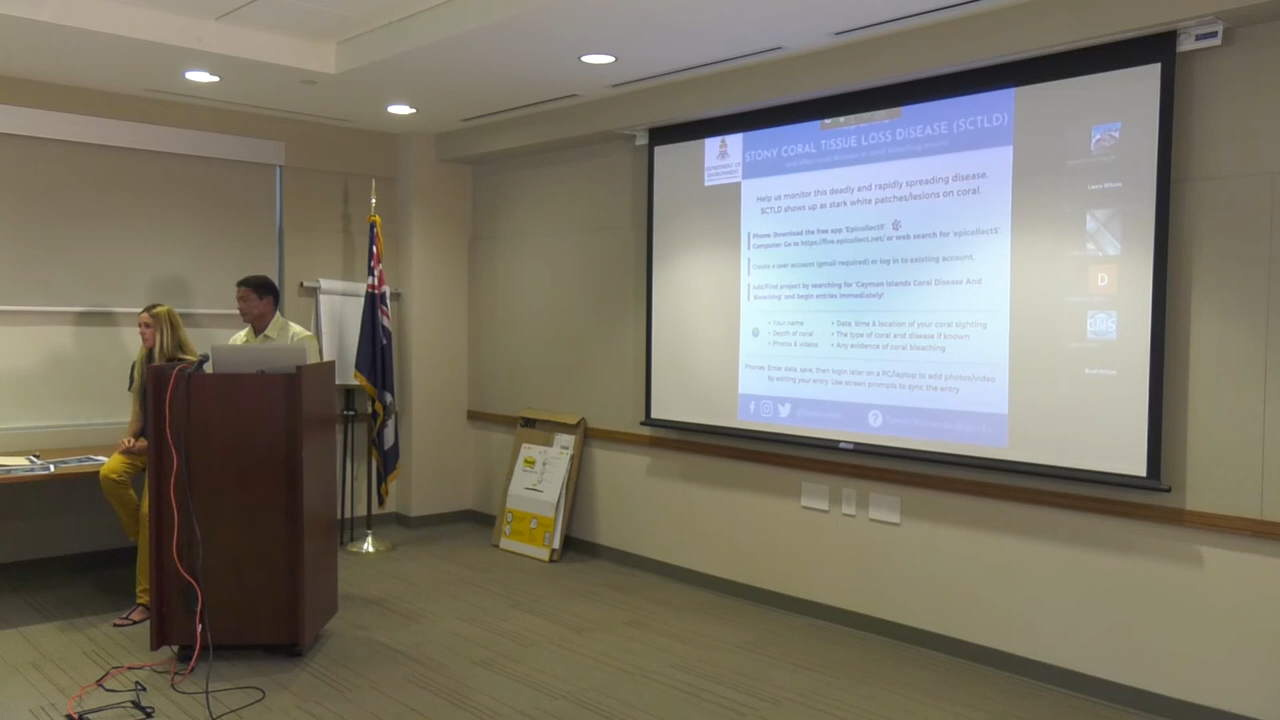 DEPARTMENT OF
ENVIRONMENT
STONY CORAL TISSUE LOSS DISEASE (SCTLD)
Help us monitor this deadly and rapidly spreading disease.
SCTLD shows up as stark white patches/lesions on coral.
Phone: Download the free app 'Epicollect5'.
Computer: Go to https://five.epicollect.net/ or web search for 'epicollect5'.
Create a user account (gmail required) or log in to existing account.
Add/Find project by searching for 'Cayman Islands Coral Disease And
Bleaching' and begin entries immediately!
• Your name
• Depth of coral
• Photos & videos
• Date, time & location of your coral sighting
• The type of coral and disease if known
• Any evidence of coral bleaching
Phones: Enter data, save, then login later on a PC/laptop to add photos/video
by editing your entry. Use screen prompts to sync the entry
D
CNS
3M